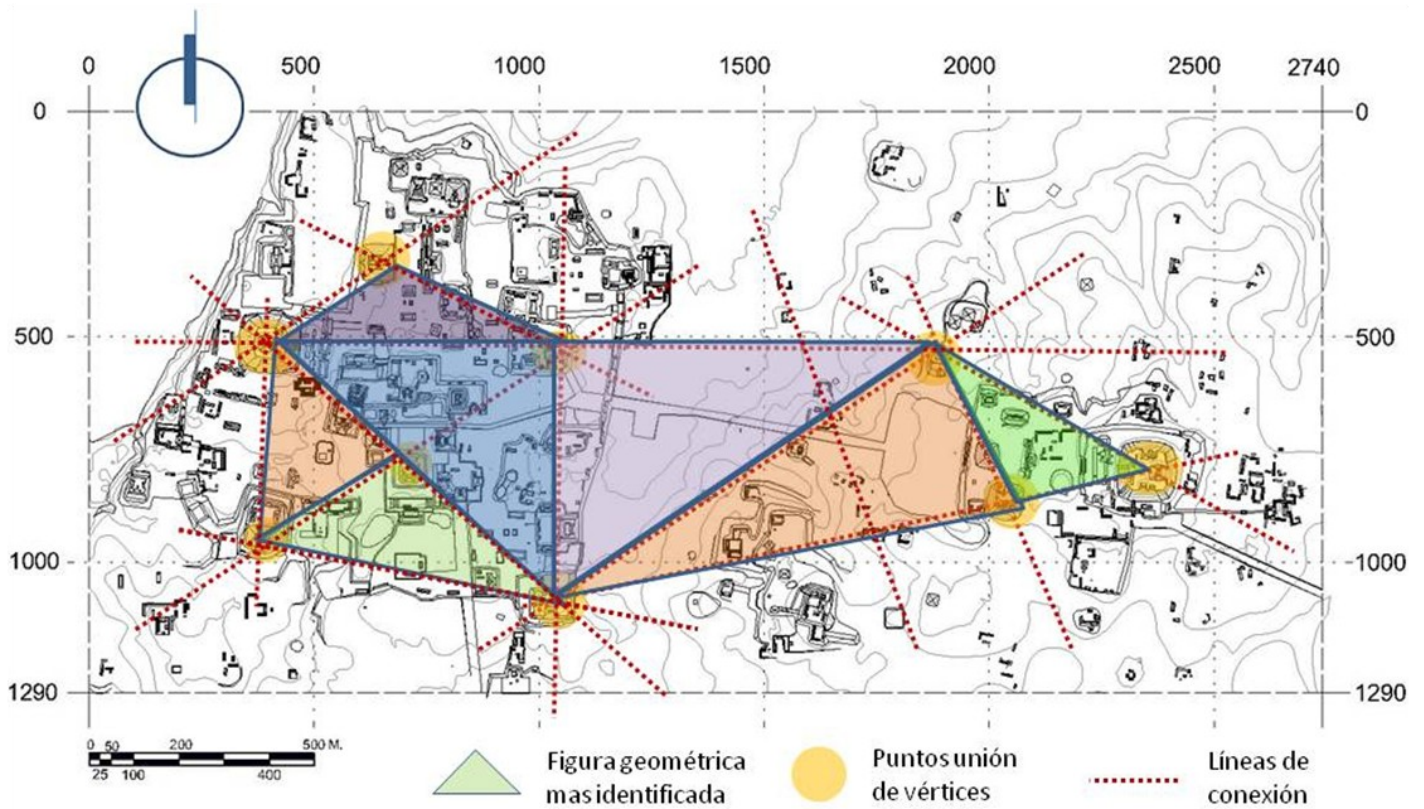 0 500 1000 1500 2000 2500 2740
0 0
500 500
1000 1000
1290 1290
0 50 200 500 M.
25 100 400
Figura geométrica
mas identificada
Puntos unión
de vértices
Líneas de
conexión